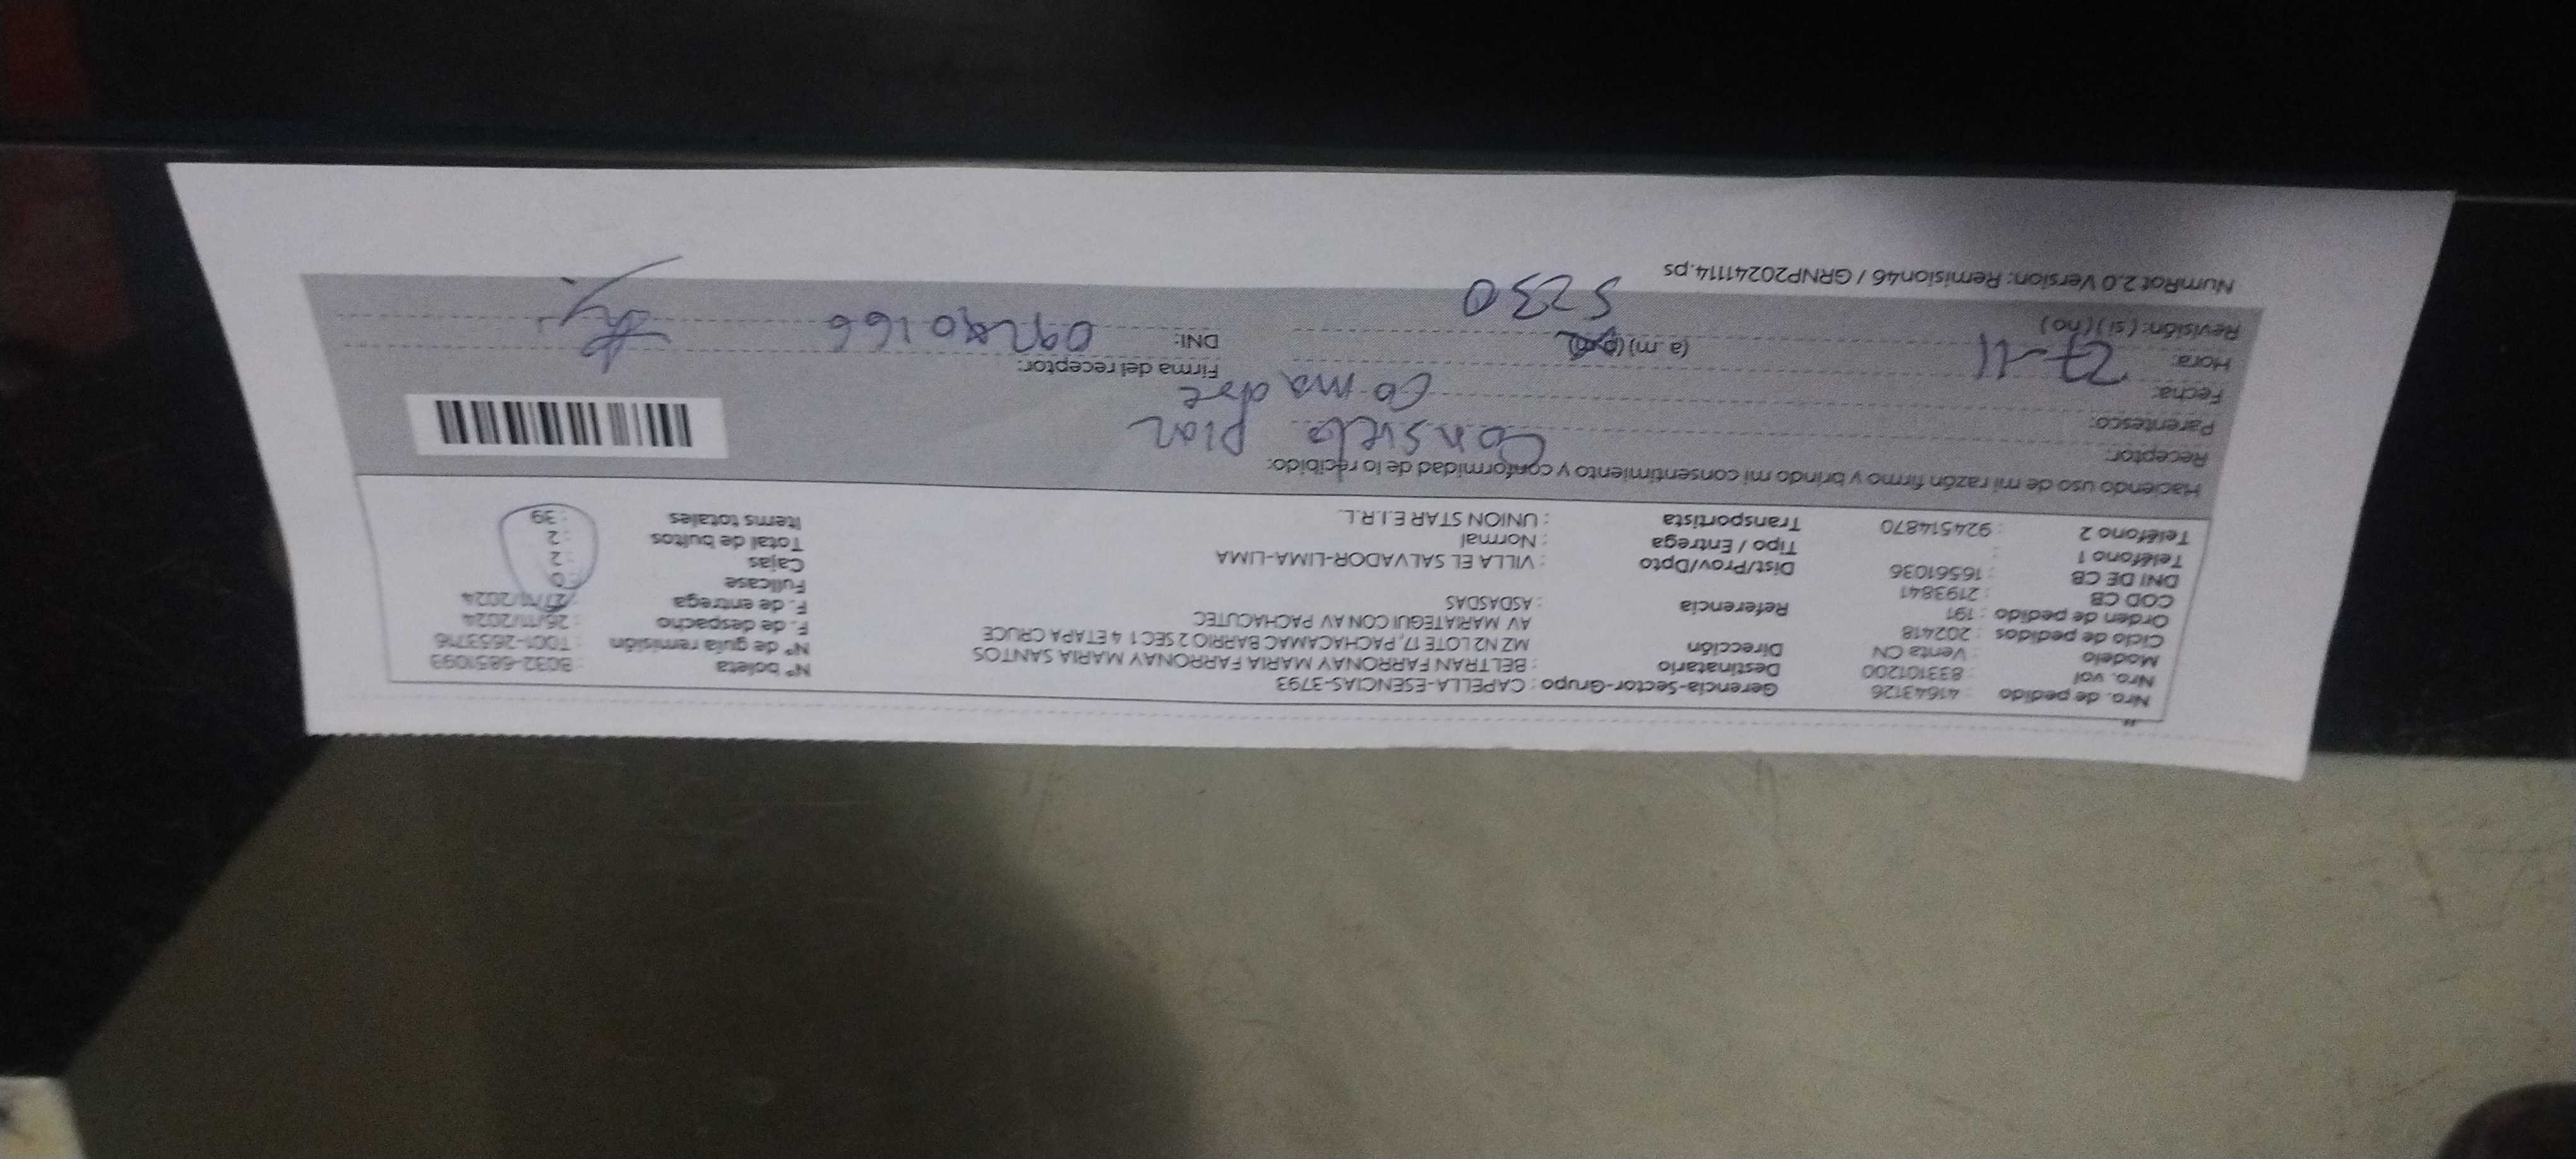 Nro. de pedido : 41643126 Gerencia-Sector-Grupo : CAPELLA-ESENCIAS-3793
Nro. vol : 833101200 Destinatario : BELTRAN FARRONAY MARIA FARRONAY MARIA SANTOS Nº boleta : B032-6851093
Modelo : Venta CN Dirección MZ N2 LOTE 17, PACHACAMAC BARRIO 2 SEC 1 4 ETAPA CRUCE Nº de guía remisión : T001-2653716
Ciclo de pedidos : 202418 AV MARIATEGUI CON AV PACHACUTEC F. de despacho : 26/11/2024
Orden de pedido : 191 Referencia : ASDASDAS F. de entrega : 27/11/2024
COD CB : 2193841 Fullcase : 0
DNI DE CB : 16561036 Dist/Prov/Dpto : VILLA EL SALVADOR-LIMA-LIMA Cajas : 2
Teléfono 1 : Tipo / Entrega : Normal Total de bultos : 2
Teléfono 2 : 924514870 Transportista : UNION STAR E.I.R.L. Items totales : 39
Haciendo uso de mi razón firmo y brindo mi consentimiento y conformidad de lo recibido:
Receptor: Consuelo
Parentesco: Comadre
Fecha: 27-11 Firma del receptor:
Hora: (a.m) (p.m) DNI:
Revisión: (si) (no) 5230
NumRot 2.0 Version: Remision46 / GRNP20241114.ps